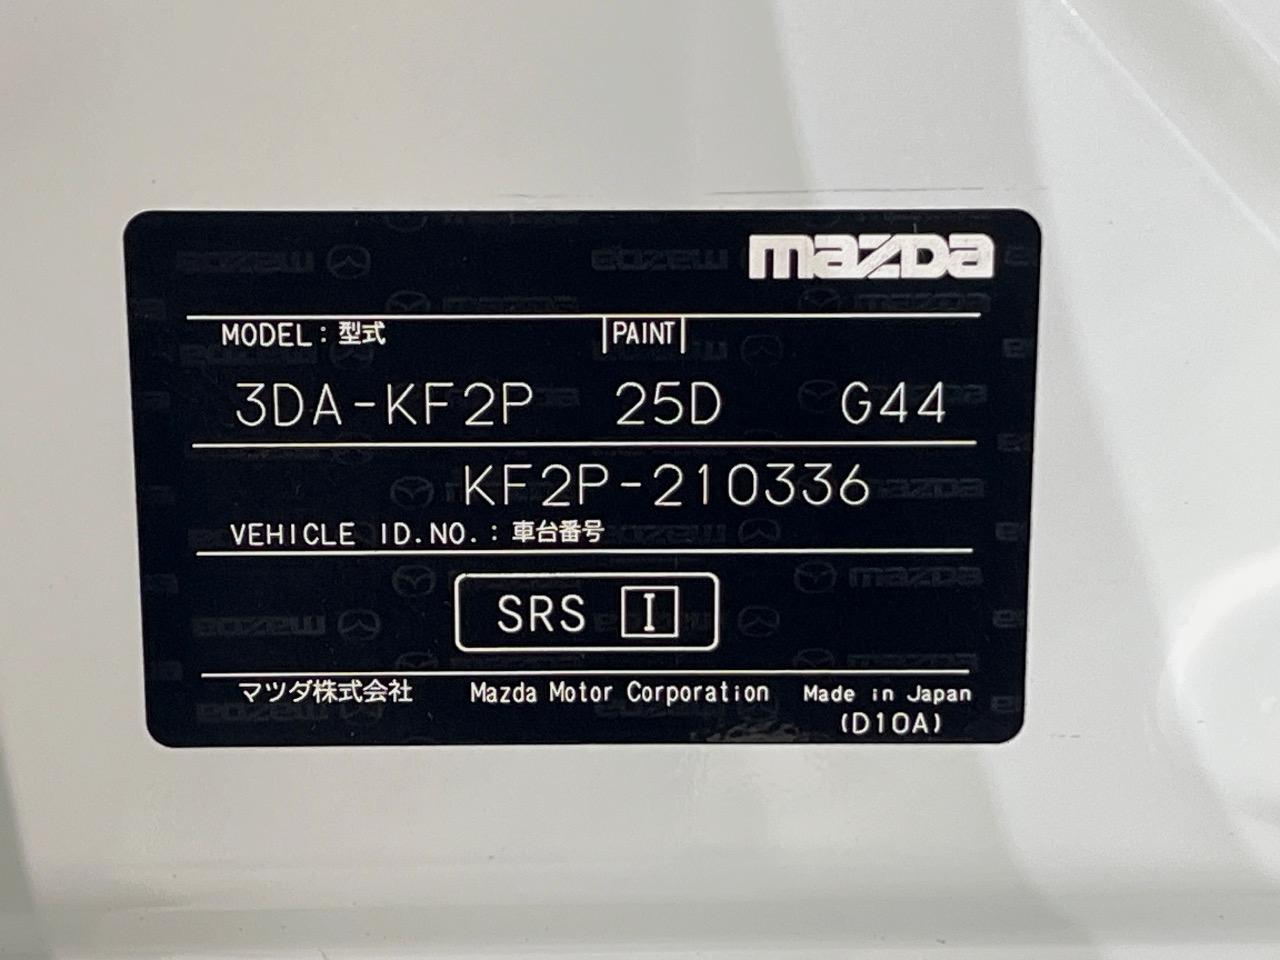 mazda
MODEL：型式 PAINT
3DA-KF2P 25D G44
KF2P-210336
VEHICLE ID.NO.：車台番号
SRS I
マツダ株式会社 Mazda Motor Corporation Made in Japan
(D10A)